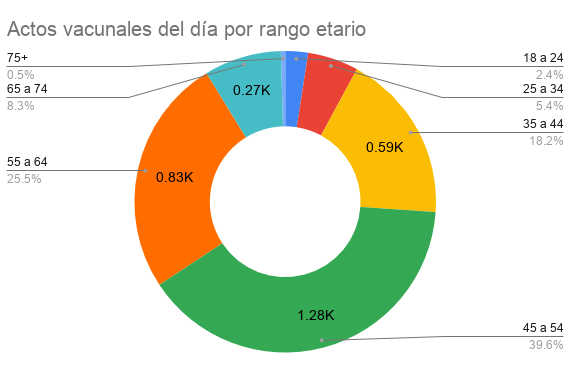 Actos vacunales del día por rango etario
75+
0.5%
65 a 74
8.3%
55 a 64
25.5%
18 a 24
2.4%
25 a 34
5.4%
35 a 44
18.2%
45 a 54
39.6%
0.27K
0.59K
0.83K
1.28K